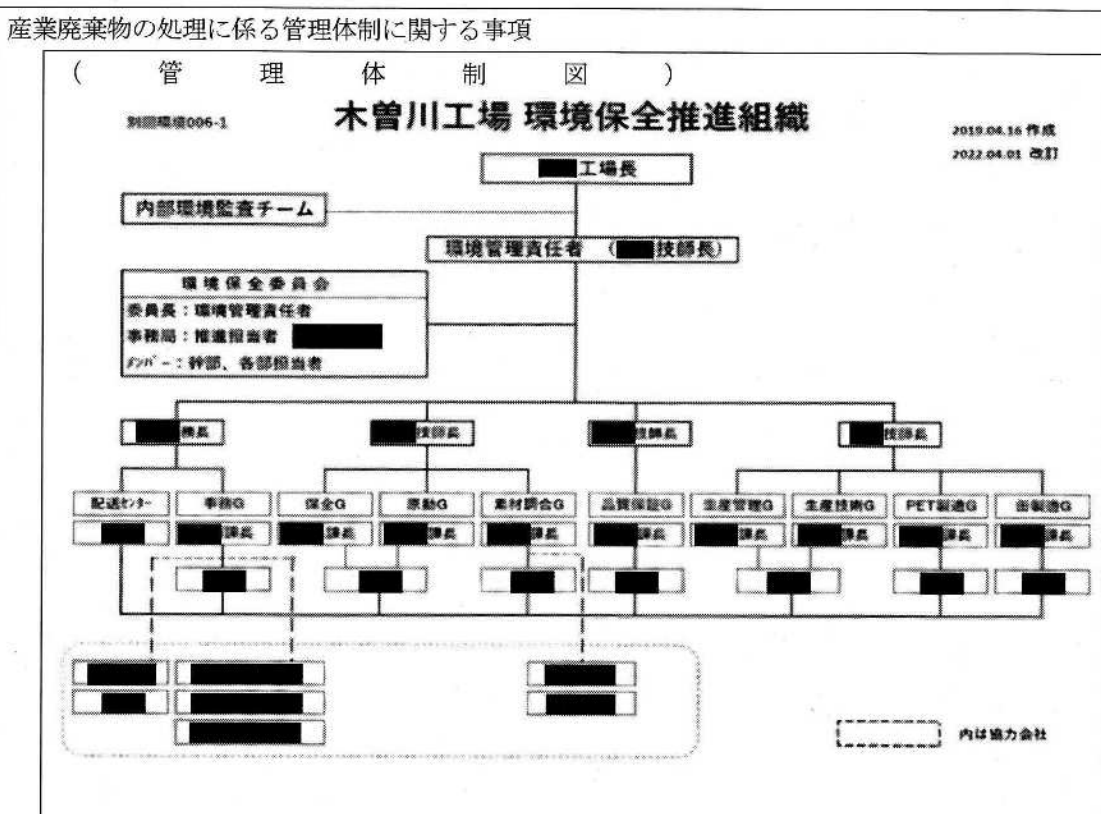 産業廃棄物の処理に係る管理体制に関する事項
(管理体制図)
別図環境006-1
木曽川工場 環境保全推進組織
2019.04.16 作成
2022.04.01 改訂
工場長
内部環境監査チーム
環境管理責任者 (技師長)
環境保全委員会
委員長:環境管理責任者
事務局:推進担当者
ﾒﾝﾊﾞｰ:幹部、各部担当者
務長 技師長 技師長 技師長
配送ｾﾝﾀｰ 事務G 保全G 原動G 素材調合G 品質保証G 生産管理G 生産技術G PET製造G 缶製造G
課長 課長 課長 課長 課長 課長 課長 課長 課長
内は協力会社